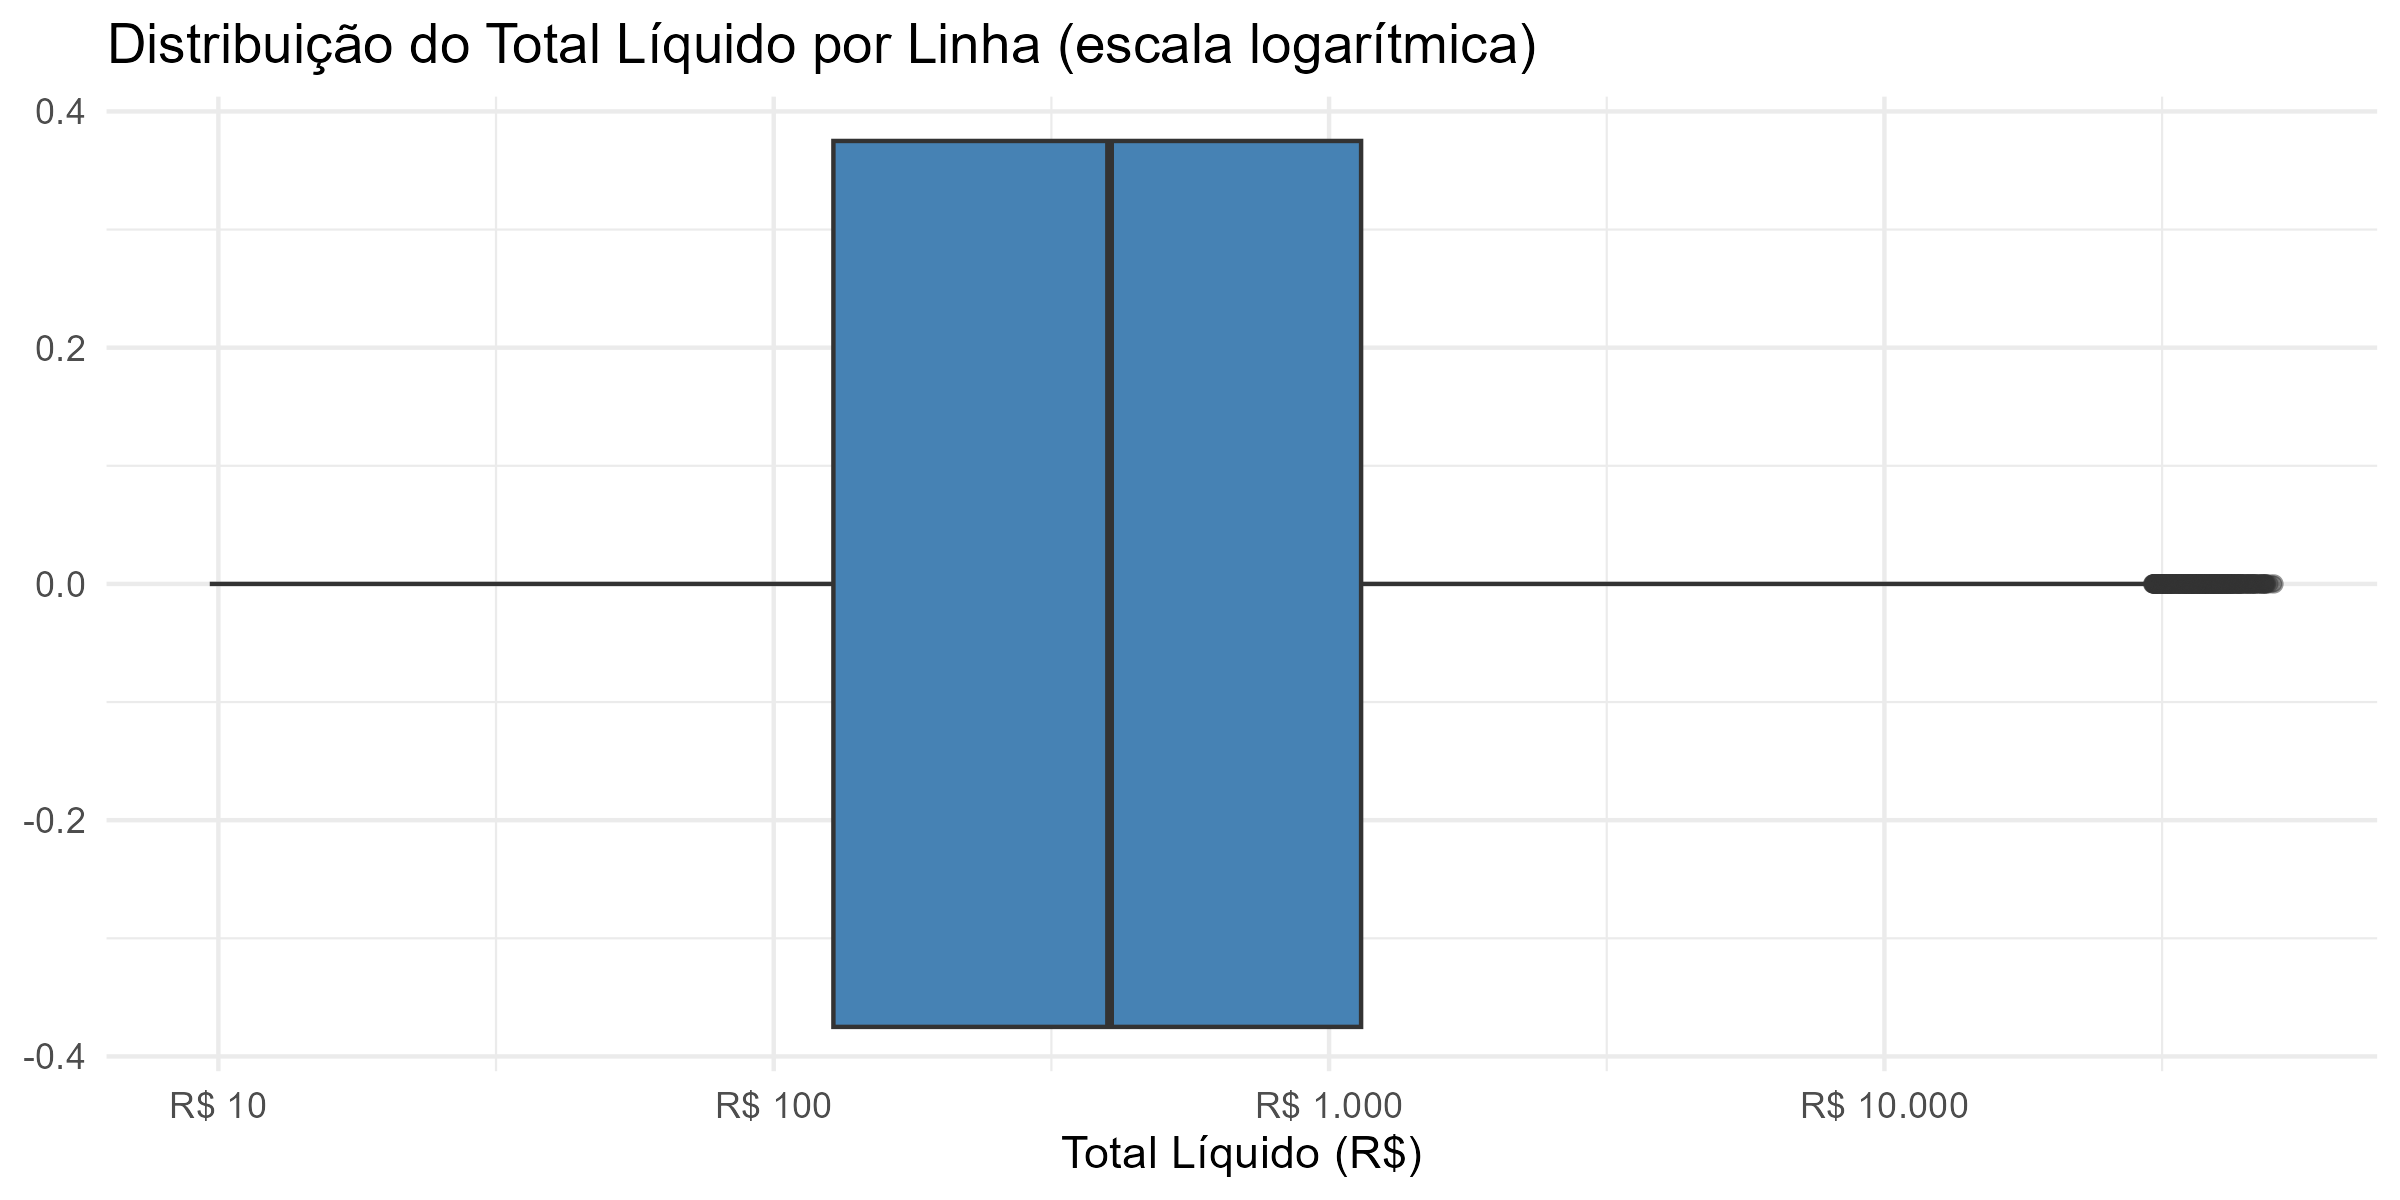 Distribuição do Total Líquido por Linha (escala logarítmica)
0.4
0.2
0.0
-0.2
-0.4
R$ 10 R$ 100 R$ 1.000 R$ 10.000
Total Líquido (R$)